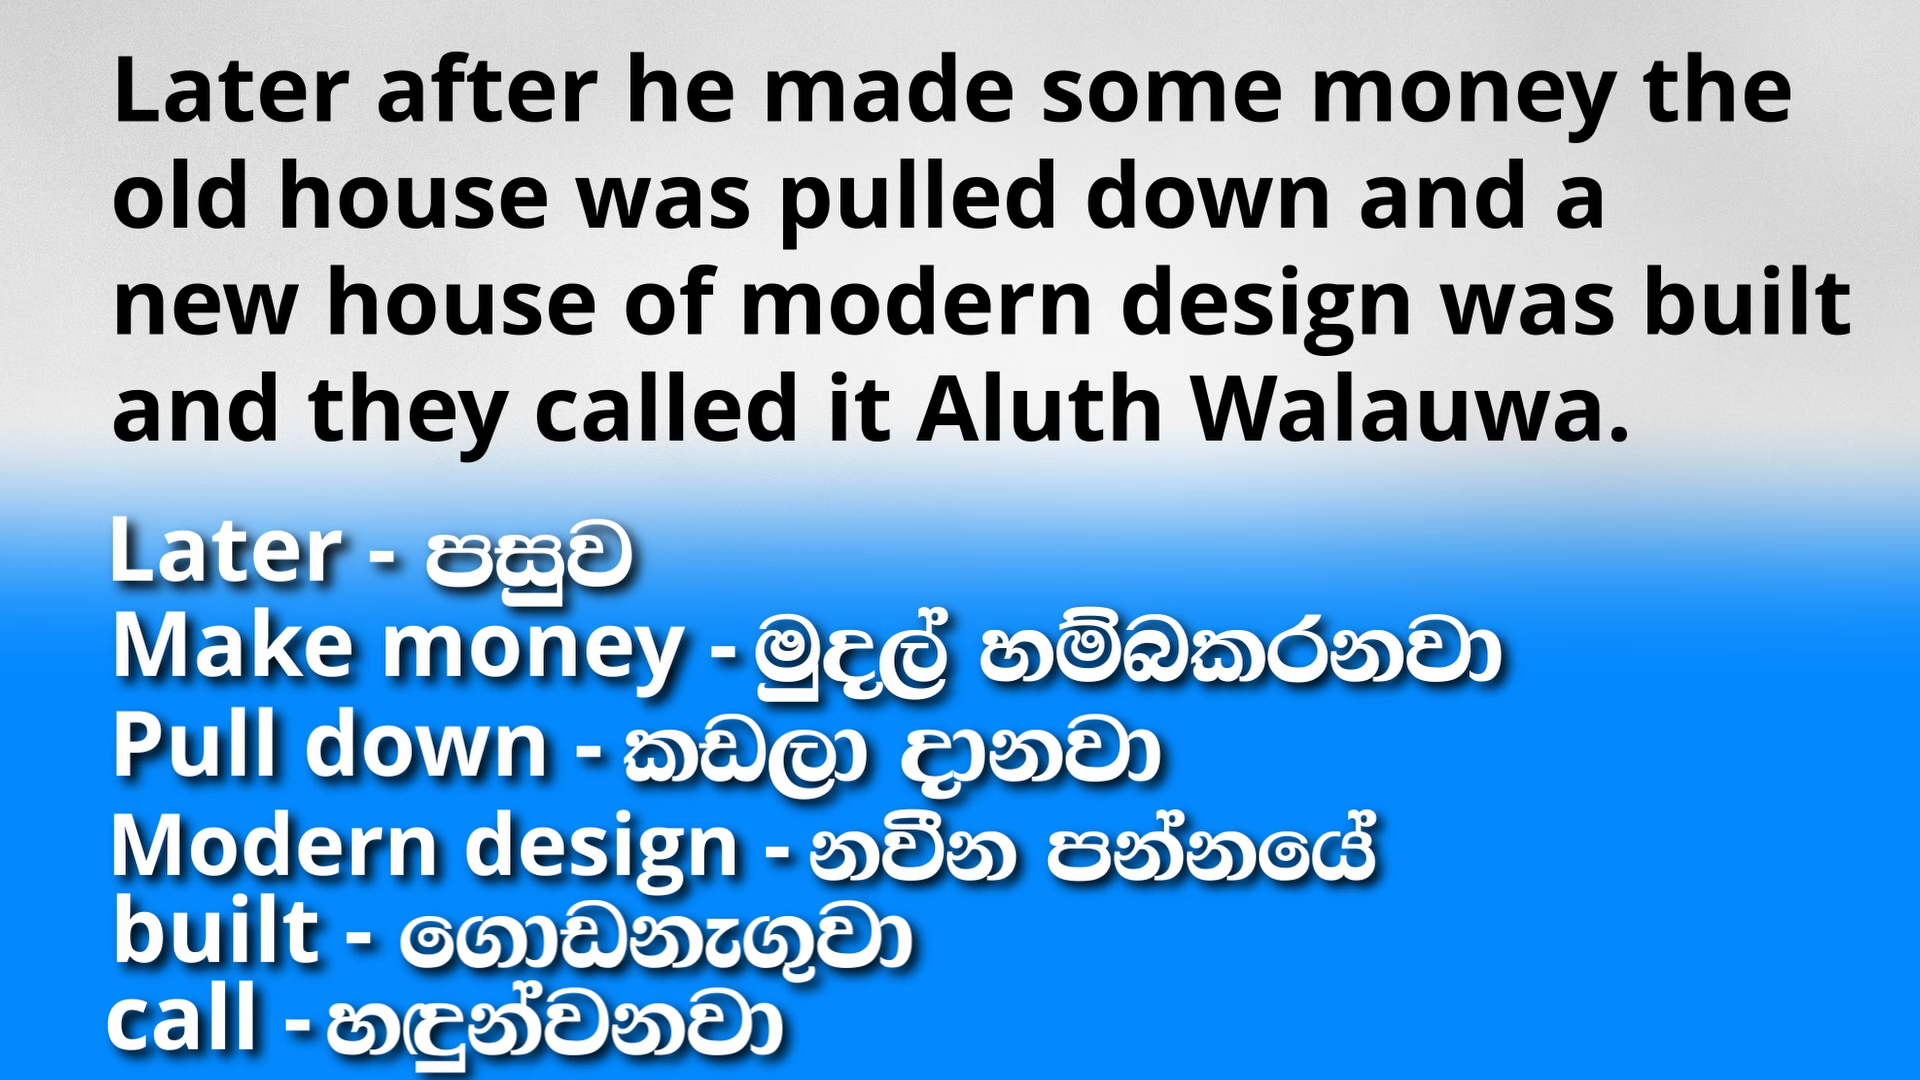 Later after he made some money the
old house was pulled down and a
new house of modern design was built
and they called it Aluth Walauwa.
Later - පසුව
Make money - මුදල් හම්බකරනවා
Pull down - කඩලා දානවා
Modern design - නවීන පන්නයේ
built - ගොඩනැගුවා
call - හඳුන්වනවා